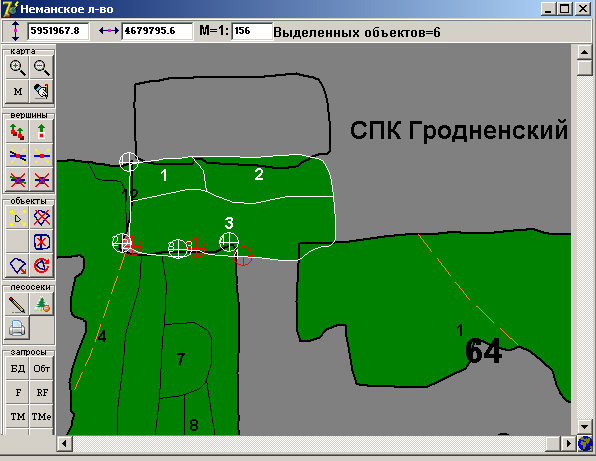 Неманское л-во
5951967.8 4679795.6 М=1: 156 Выделенных объектов=6
карта
М
вершины
объекты
лесосеки
запросы
БД Обт
F RF
ТМ ТМе
СПК Гродненский
1 2
12
3
4
7
8
1
64